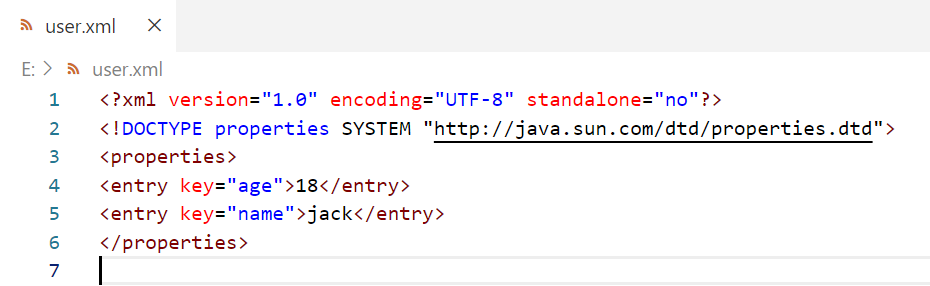 user.xml
E: > user.xml
1 <?xml version="1.0" encoding="UTF-8" standalone="no"?>
2 <!DOCTYPE properties SYSTEM "http://java.sun.com/dtd/properties.dtd">
3 <properties>
4 <entry key="age">18</entry>
5 <entry key="name">jack</entry>
6 </properties>
7